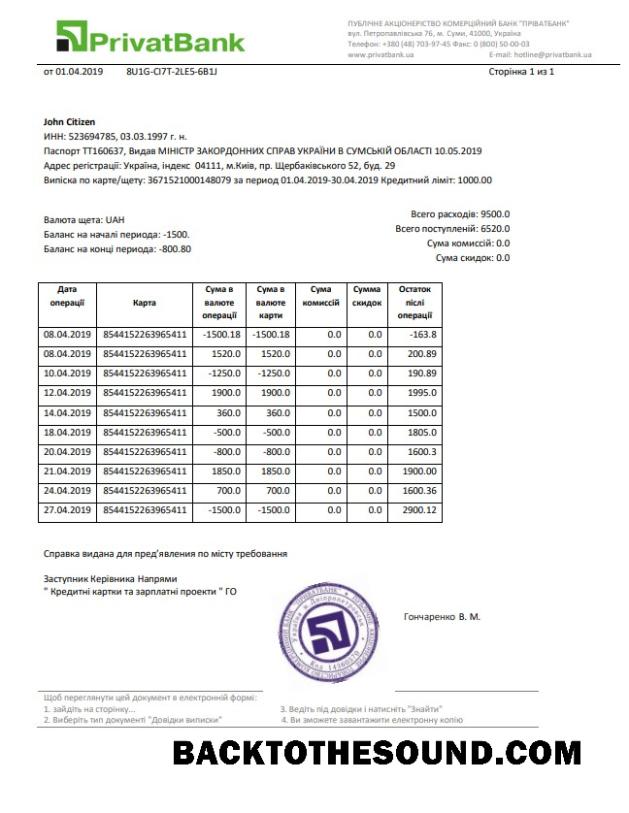 PrivatBank
ПУБЛІЧНЕ АКЦІОНЕРІСТВО КОМЕРЦІЙНИЙ БАНК "ПРІВАТБАНК"
вул. Петропавлівська 76, м. Суми, 41000, Україна
Телефон: +380 (48) 703-97-45 Факс: 0 (800) 50-00-03
www.privatbank.ua E-mail: hotline@privatbank.ua
от 01.04.2019 8U1G-CI7T-2LE5-6B1J Сторінка 1 из 1
John Citizen
ИНН: 523694785, 03.03.1997 г. н.
Паспорт ТТ160637, Видав МІНІСТР ЗАКОРДОННИХ СПРАВ УКРАЇНИ В СУМСЬКІЙ ОБЛАСТІ 10.05.2019
Адрес регістрації: Україна, індекс 04111, м.Київ, пр. Щербаківського 52, буд. 29
Випіска по карте/щету: 3671521000148079 за период 01.04.2019-30.04.2019 Кредитний ліміт: 1000.00
Валюта щета: UAH
Баланс на началі периода: -1500.
Баланс на конці периода: -800.80
Всего расходів: 9500.0
Всего поступленій: 6520.0
Сума комиссій: 0.0
Сума скидок: 0.0
Дата операції Карта Сума в валюте операції Сума в валюте карти Сума комиссій Сумма скидок Остаток після операції
08.04.2019 8544152263965411 -1500.18 -1500.18 0.0 0.0 -163.8
08.04.2019 8544152263965411 1520.0 1520.0 0.0 0.0 200.89
10.04.2019 8544152263965411 -1250.0 -1250.0 0.0 0.0 190.89
12.04.2019 8544152263965411 1900.0 1900.0 0.0 0.0 1995.0
14.04.2019 8544152263965411 360.0 360.0 0.0 0.0 1500.0
18.04.2019 8544152263965411 -500.0 -500.0 0.0 0.0 1805.0
20.04.2019 8544152263965411 -800.0 -800.0 0.0 0.0 1600.3
21.04.2019 8544152263965411 1850.0 1850.0 0.0 0.0 1900.00
24.04.2019 8544152263965411 700.0 700.0 0.0 0.0 1600.36
27.04.2019 8544152263965411 -1500.0 -1500.0 0.0 0.0 2900.12
Справка видана для пред'явления по місту требования
Заступник Керівника Напрями
" Кредитні картки та зарплатні проекти " ГО
Гончаренко В. М.
Код 14360570
Щоб переглянути цей документ в електронній формі:
1. зайдіть на сторінку...
2. Виберіть тип документі "Довідки виписки"
3. Ведіть під довідки і натисніть "Знайти"
4. Ви зможете завантажити електронну копію
BACKTOTHESOUND.COM